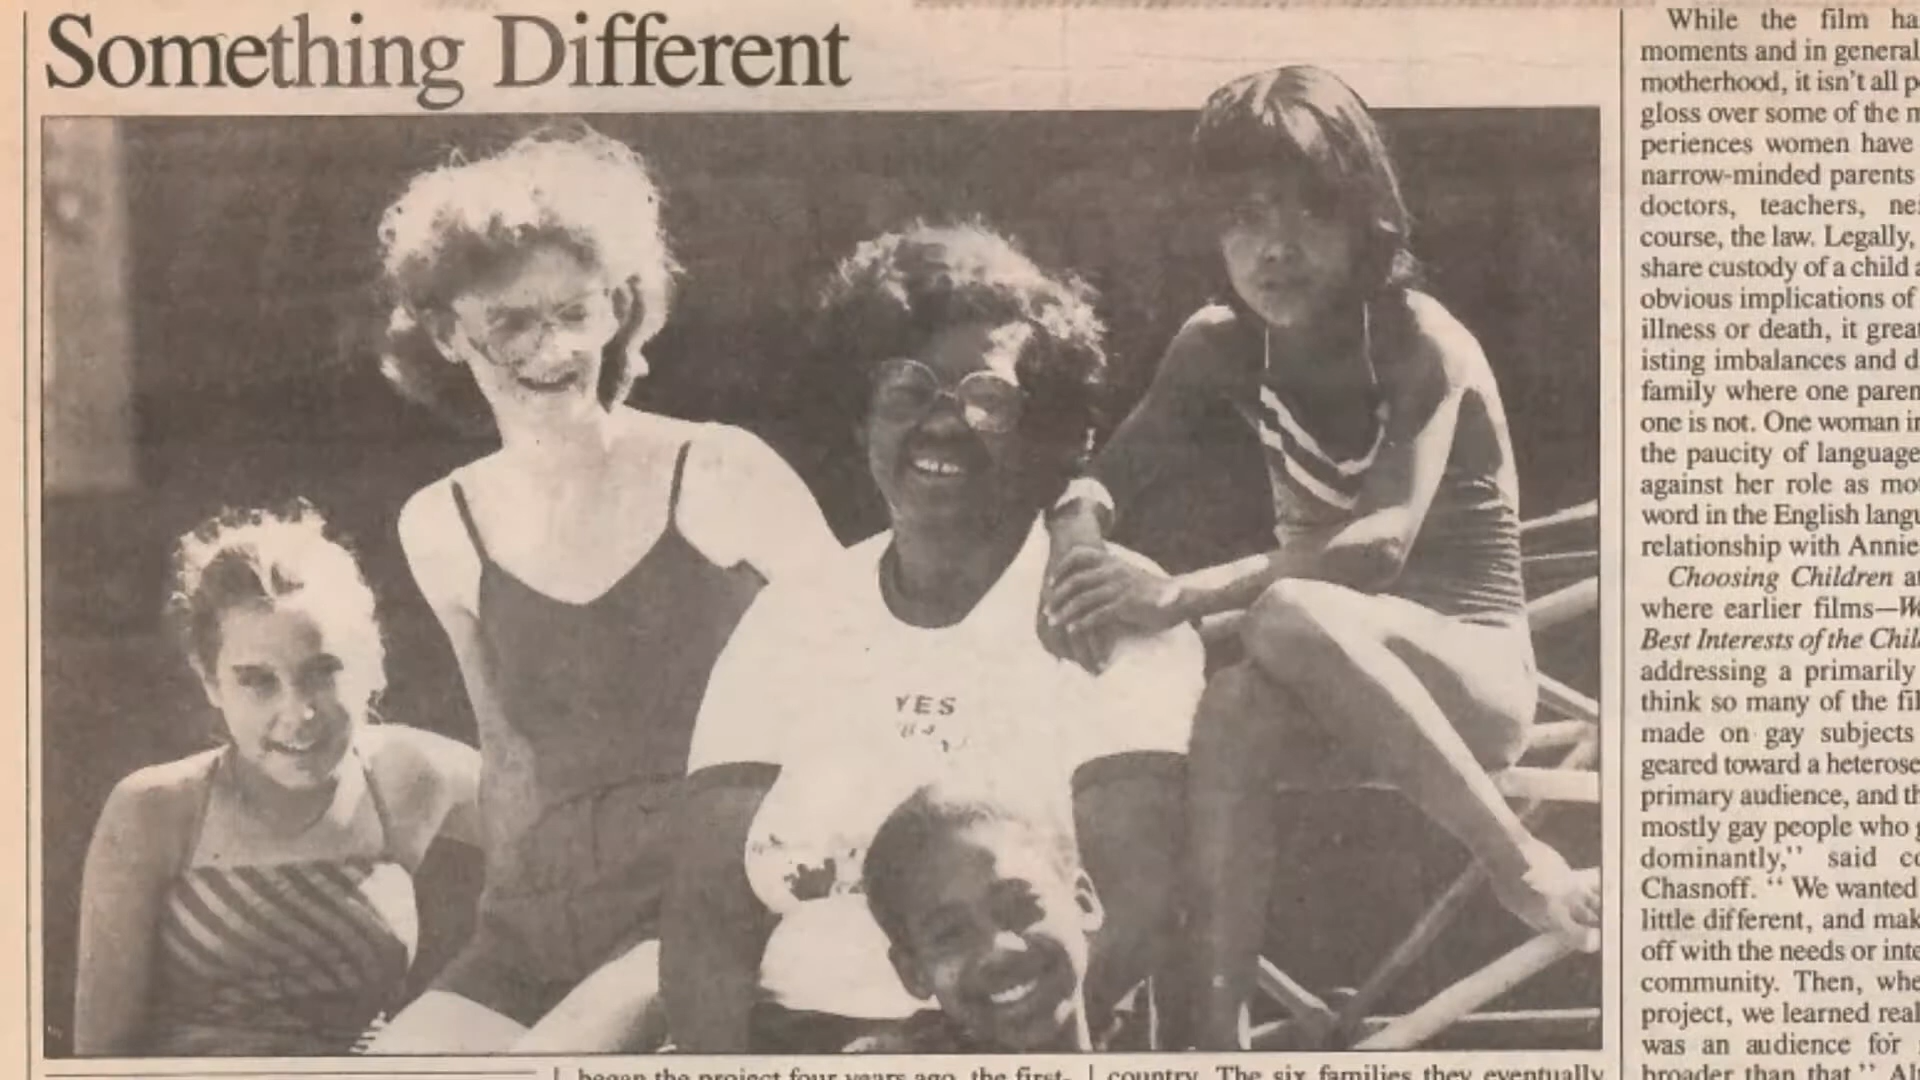 Something Different
YES
began the project four years ago, the first-
country. The six families they eventually
While the film ha
moments and in general
motherhood, it isn't all p
gloss over some of the m
periences women have
narrow-minded parents
doctors, teachers, ne
course, the law. Legally,
share custody of a child a
obvious implications of
illness or death, it grea
isting imbalances and d
family where one paren
one is not. One woman in
the paucity of language
against her role as mo
word in the English langu
relationship with Annie
Choosing Children a
where earlier films—W
Best Interests of the Chil
addressing a primarily
think so many of the fil
made on gay subjects
geared toward a heterose
primary audience, and th
mostly gay people who g
dominantly,'' said co
Chasnoff. `` We wanted
little different, and mak
off with the needs or inte
community. Then, whe
project, we learned real
was an audience for
broader than that.'' Al